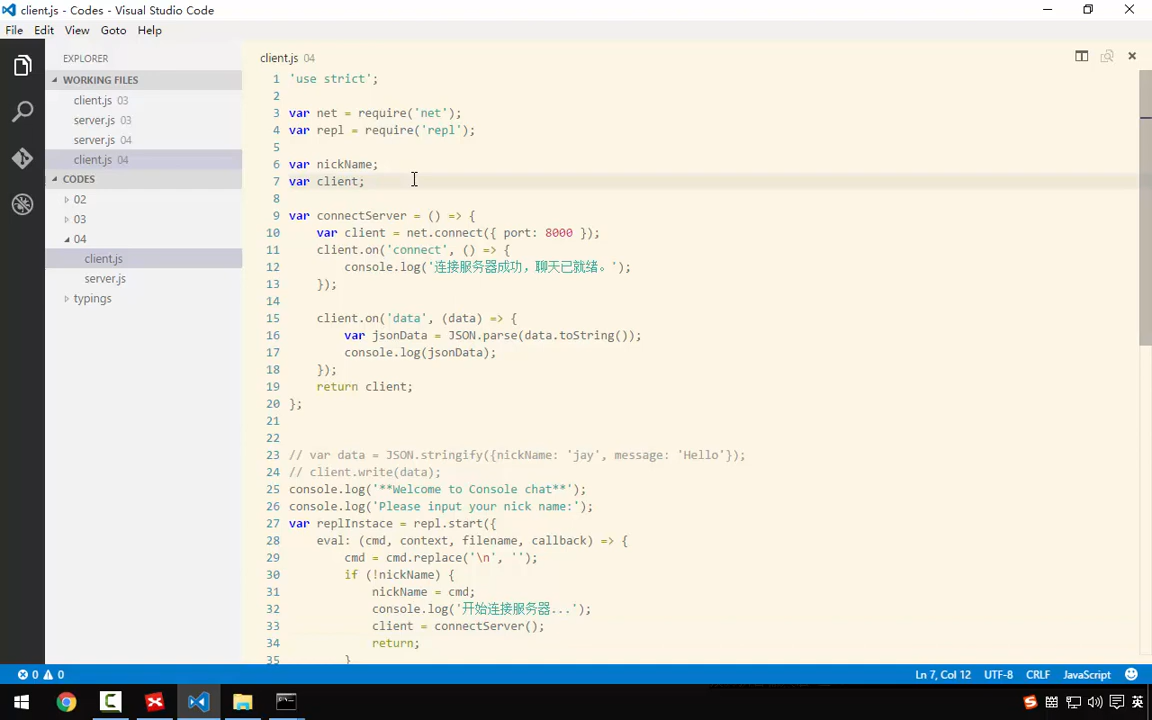 client.js - Codes - Visual Studio Code
File Edit View Goto Help
EXPLORER
WORKING FILES
client.js 03
server.js 03
server.js 04
client.js 04
CODES
02
03
04
client.js
server.js
typings
client.js 04
1 'use strict';
2
3 var net = require('net');
4 var repl = require('repl');
5
6 var nickName;
7 var client;
8
9 var connectServer = () => {
10 var client = net.connect({ port: 8000 });
11 client.on('connect', () => {
12 console.log('连接服务器成功，聊天已就绪。');
13 });
14
15 client.on('data', (data) => {
16 var jsonData = JSON.parse(data.toString());
17 console.log(jsonData);
18 });
19 return client;
20 };
21
22
23 // var data = JSON.stringify({nickName: 'jay', message: 'Hello'});
24 // client.write(data);
25 console.log('**Welcome to Console chat**');
26 console.log('Please input your nick name:');
27 var replInstace = repl.start({
28 eval: (cmd, context, filename, callback) => {
29 cmd = cmd.replace('\n', '');
30 if (!nickName) {
31 nickName = cmd;
32 console.log('开始连接服务器...');
33 client = connectServer();
34 return;
35 }
0 0 Ln 7, Col 12 UTF-8 CRLF JavaScript
英